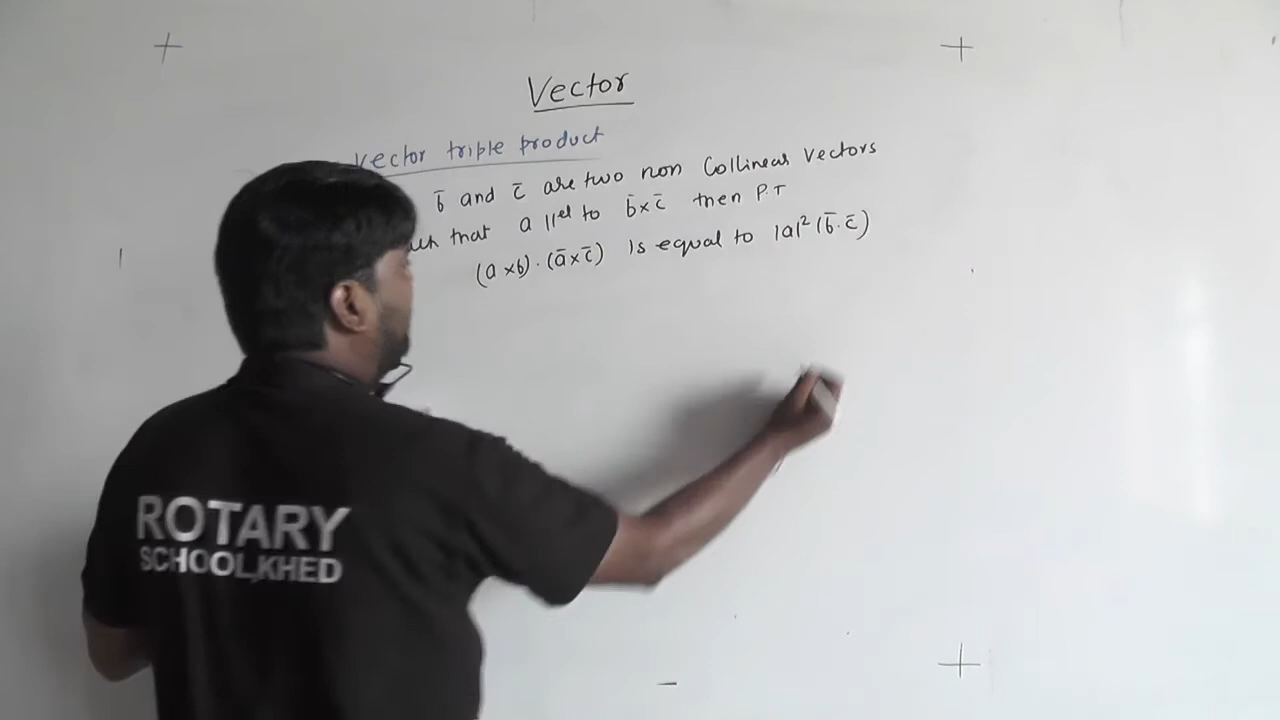 Vector
Vector triple product
b̄ and c̄ are two non Collinear Vectors
that a ||el to b̄×c̄ then P.T
(a×b).(ā×c̄) is equal to |a|²(b̄.c̄)
ROTARY
SCHOOL,KHED